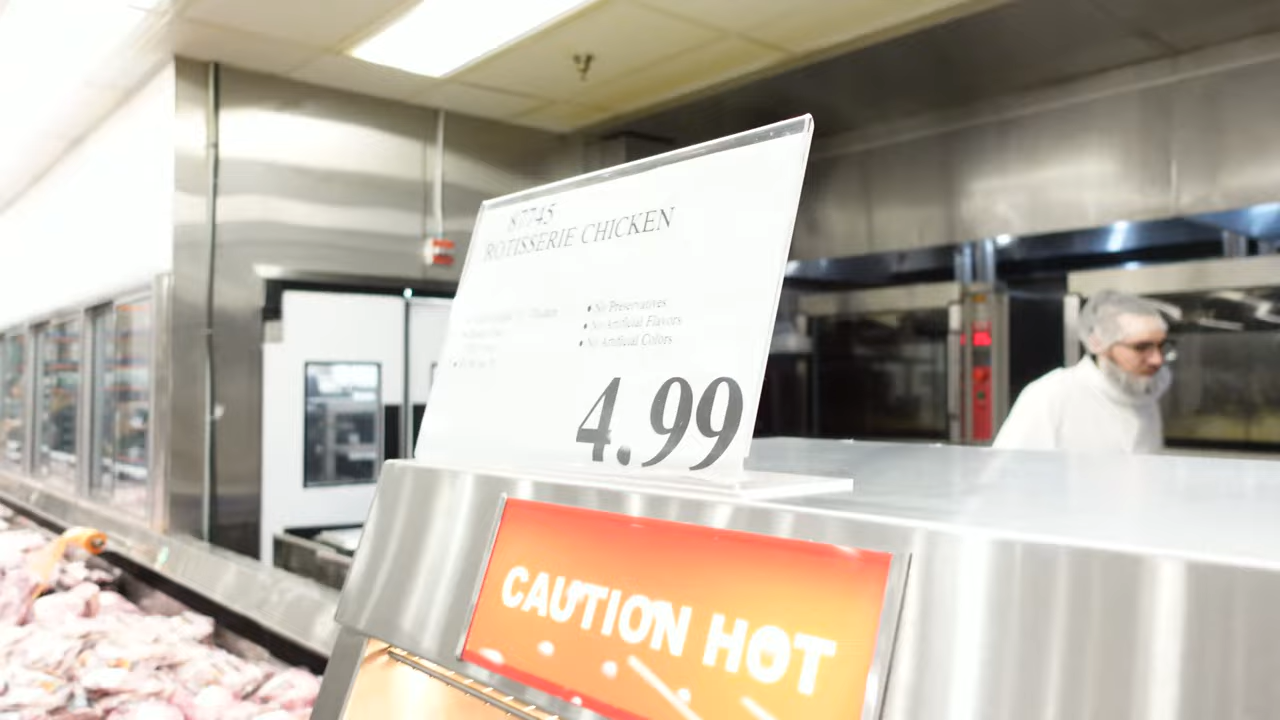 87745
ROTISSERIE CHICKEN
• No Preservatives
• No Artificial Flavors
• No Artificial Colors
4.99
CAUTION HOT